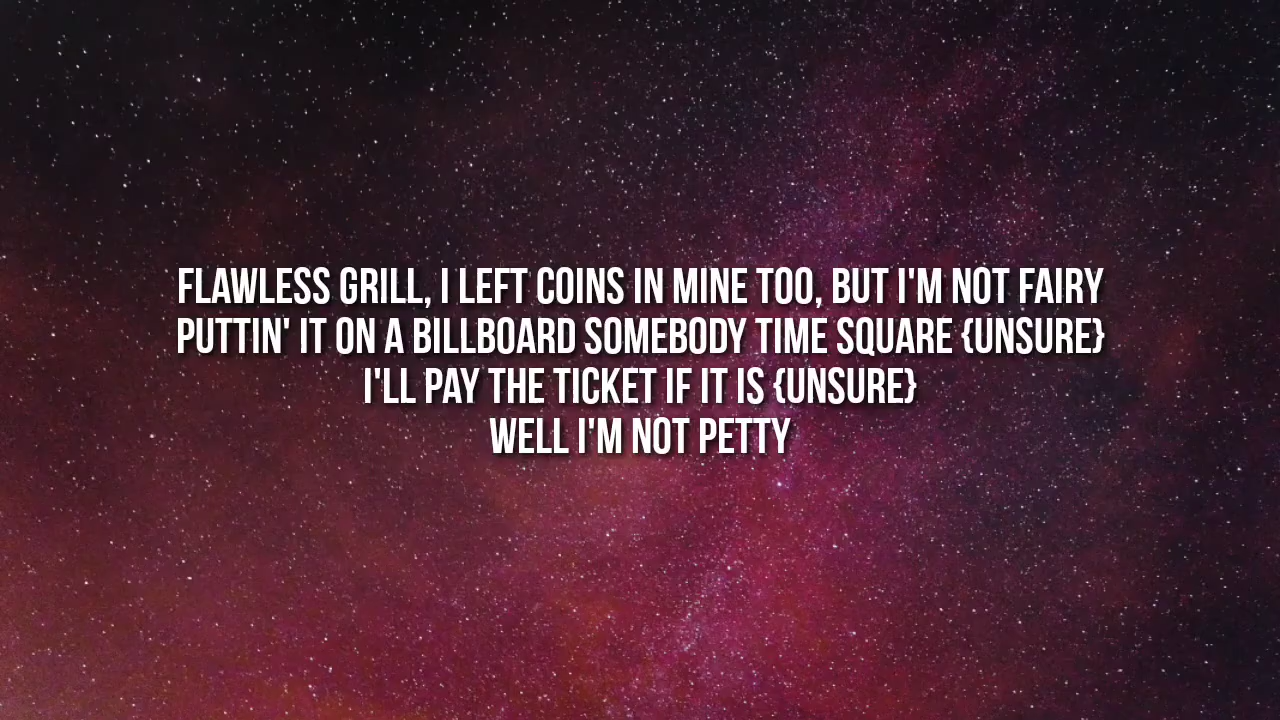 FLAWLESS GRILL, I LEFT COINS IN MINE TOO, BUT I'M NOT FAIRY
PUTTIN' IT ON A BILLBOARD SOMEBODY TIME SQUARE {UNSURE}
I'LL PAY THE TICKET IF IT IS {UNSURE}
WELL I'M NOT PETTY